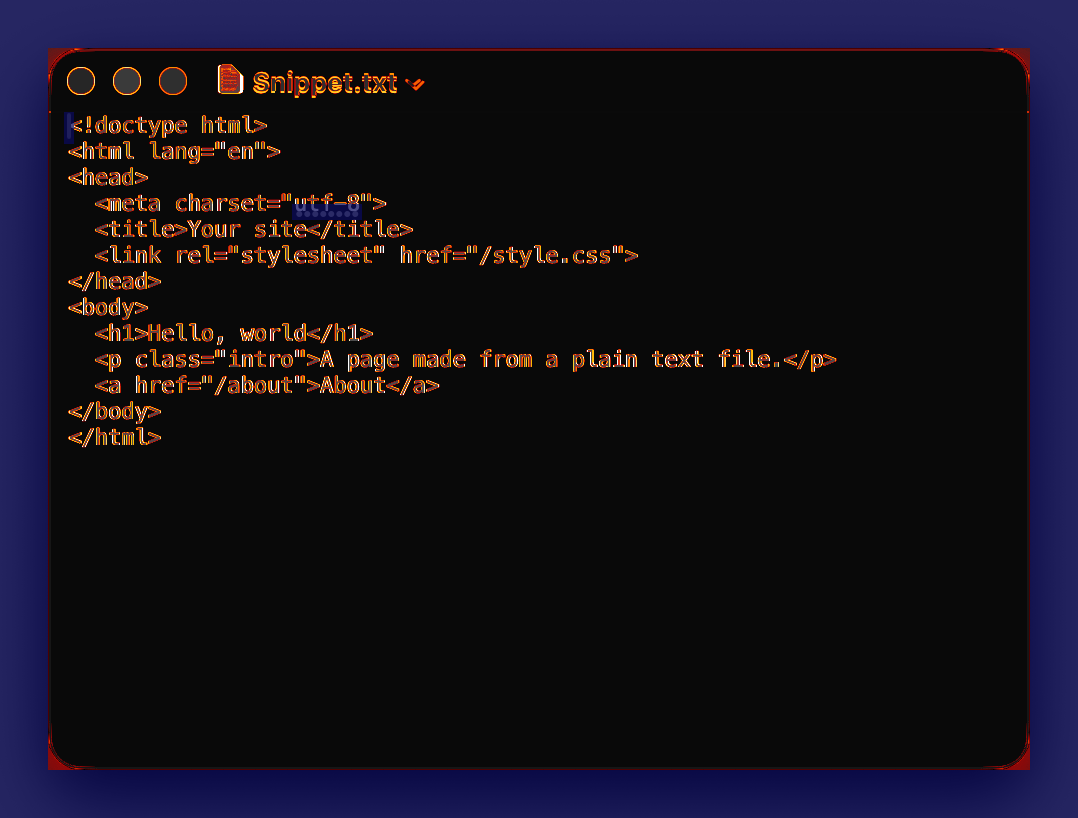 Snippet.txt
<!doctype html>
<html lang="en">
<head>
  <meta charset="utf-8">
  <title>Your site</title>
  <link rel="stylesheet" href="/style.css">
</head>
<body>
  <h1>Hello, world</h1>
  <p class="intro">A page made from a plain text file.</p>
  <a href="/about">About</a>
</body>
</html>